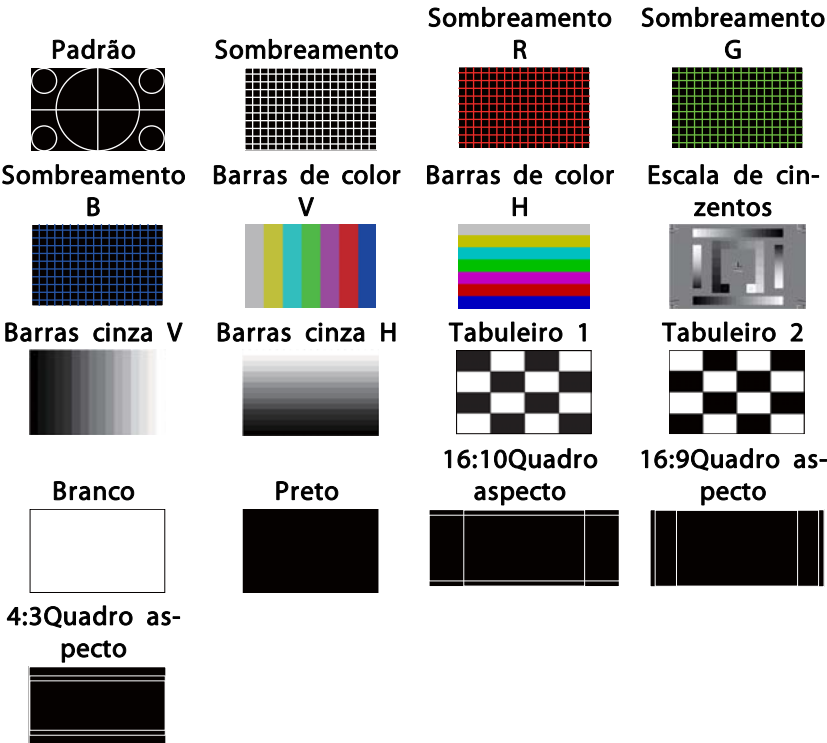 Padrão
Sombreamento
Sombreamento
R
Sombreamento
G
Sombreamento
B
Barras de color
V
Barras de color
H
Escala de cin-
zentos
Barras cinza V
Barras cinza H
Tabuleiro 1
Tabuleiro 2
Branco
Preto
16:10Quadro
aspecto
16:9Quadro as-
pecto
4:3Quadro as-
pecto